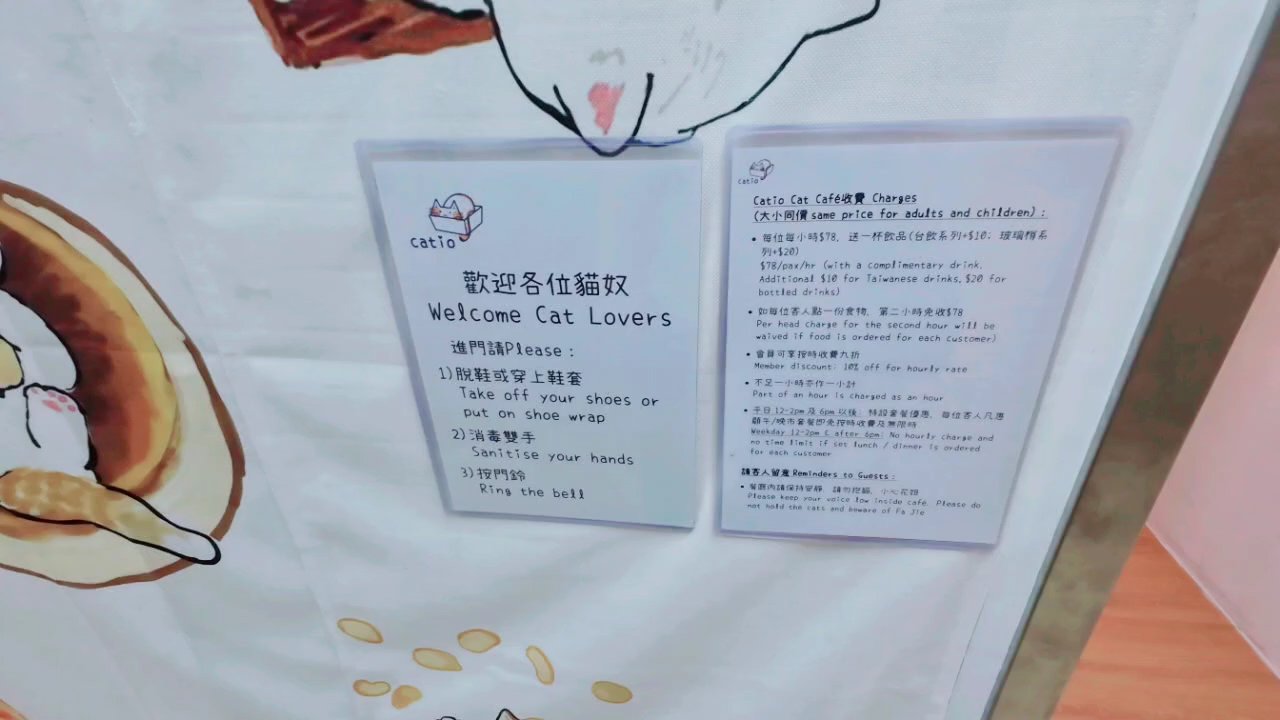 catio
歡迎各位貓奴
Welcome Cat Lovers
進門請Please :
1)脫鞋或穿上鞋套
Take off your shoes or
put on shoe wrap
2)消毒雙手
Sanitise your hands
3)按門鈴
Ring the bell
catio
Catio Cat Café收費 Charges
(大小同價 same price for adults and children) :
• 每位每小時$78, 送一杯飲品(台飲系列+$10; 玻璃樽系
列+$20)
$78/pax/hr (with a complimentary drink.
Additional $10 for Taiwanese drinks, $20 for
bottled drinks)
• 如每位客人點一份食物, 第二小時免收$78
Per head charge for the second hour will be
waived if food is ordered for each customer)
• 會員可享按時收費九折
Member discount: 10% off for hourly rate
• 不足一小時亦作一小計
Part of an hour is charged as an hour
• 平日 12-2pm 及 6pm 以後: 特設套餐優惠, 每位客人凡惠
顧午/晚市套餐即免按時收費及無限時
Weekday 12-2pm & after 6pm: No hourly charge and
no time limit if set lunch / dinner is ordered
for each customer
請客人留意 Reminders to Guests :
• 餐廳內請保持安靜, 請勿抱貓, 小心花姐
Please keep your voice low inside café. Please do
not hold the cats and beware of Fa Jie